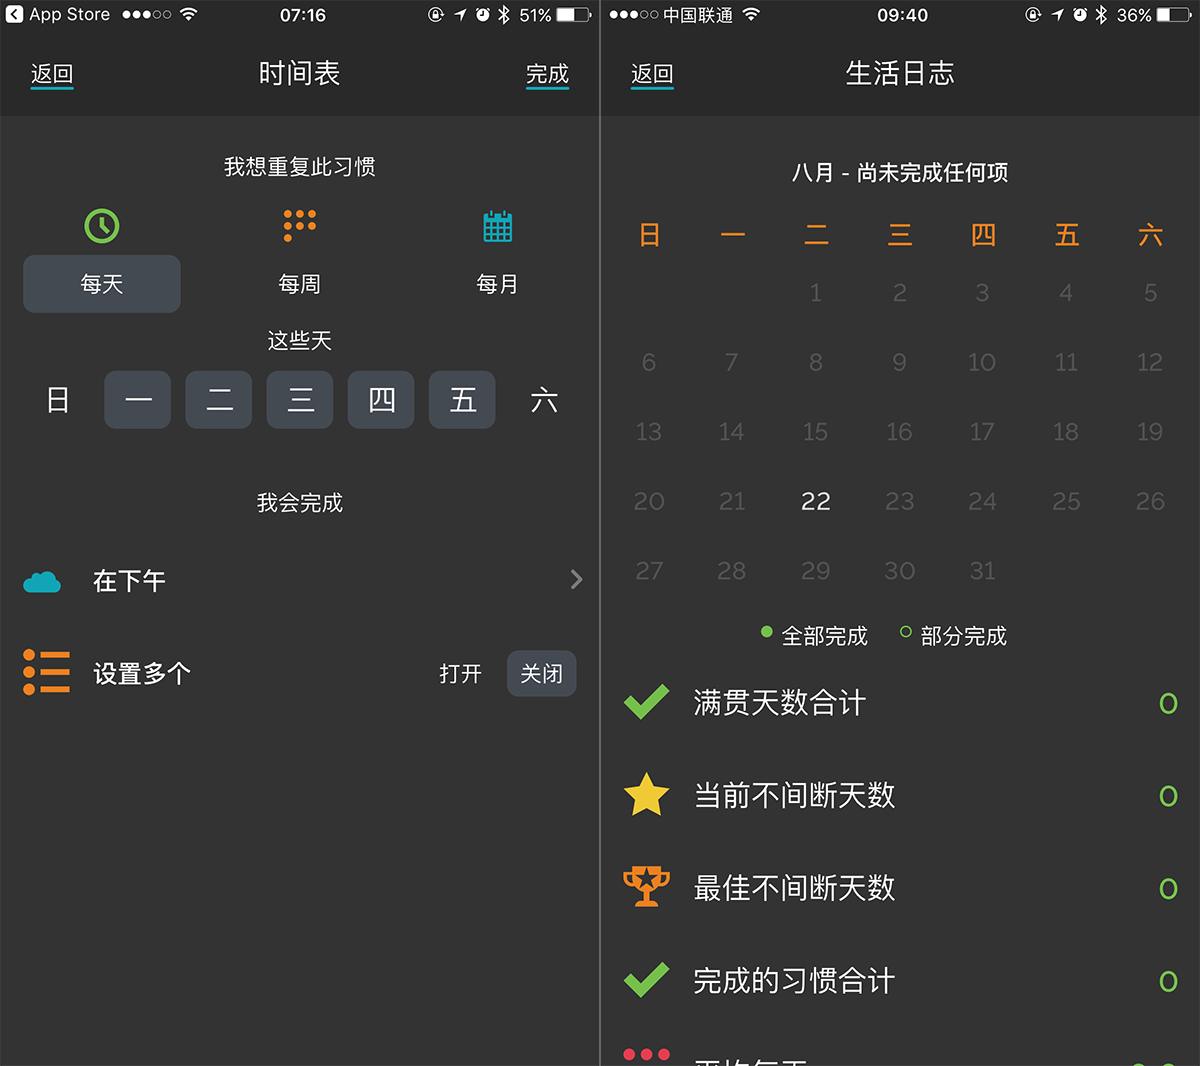 App Store 07:16 51%
返回 时间表 完成
我想重复此习惯
每天 每周 每月
这些天
日 一 二 三 四 五 六
我会完成
在下午
设置多个 打开 关闭
中国联通 09:40 36%
返回 生活日志
八月 - 尚未完成任何项
日 一 二 三 四 五 六
1 2 3 4 5
6 7 8 9 10 11 12
13 14 15 16 17 18 19
20 21 22 23 24 25 26
27 28 29 30 31
全部完成 部分完成
满贯天数合计 0
当前不间断天数 0
最佳不间断天数 0
完成的习惯合计 0